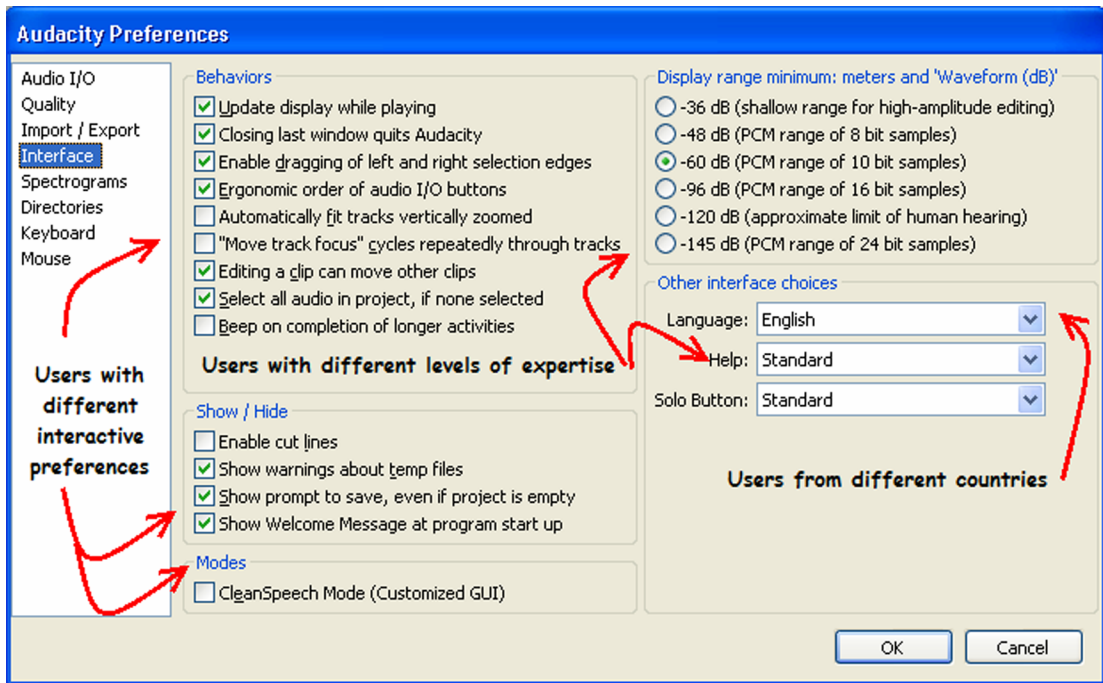 Audacity Preferences
Audio I/O
Quality
Import / Export
Interface
Spectrograms
Directories
Keyboard
Mouse
Users with
different
interactive
preferences
Behaviors
Update display while playing
Closing last window quits Audacity
Enable dragging of left and right selection edges
Ergonomic order of audio I/O buttons
Automatically fit tracks vertically zoomed
"Move track focus" cycles repeatedly through tracks
Editing a clip can move other clips
Select all audio in project, if none selected
Beep on completion of longer activities
Users with different levels of expertise
Show / Hide
Enable cut lines
Show warnings about temp files
Show prompt to save, even if project is empty
Show Welcome Message at program start up
Modes
CleanSpeech Mode (Customized GUI)
Display range minimum: meters and 'Waveform (dB)'
-36 dB (shallow range for high-amplitude editing)
-48 dB (PCM range of 8 bit samples)
-60 dB (PCM range of 10 bit samples)
-96 dB (PCM range of 16 bit samples)
-120 dB (approximate limit of human hearing)
-145 dB (PCM range of 24 bit samples)
Other interface choices
Language: English
Help: Standard
Solo Button: Standard
Users from different countries
OK Cancel